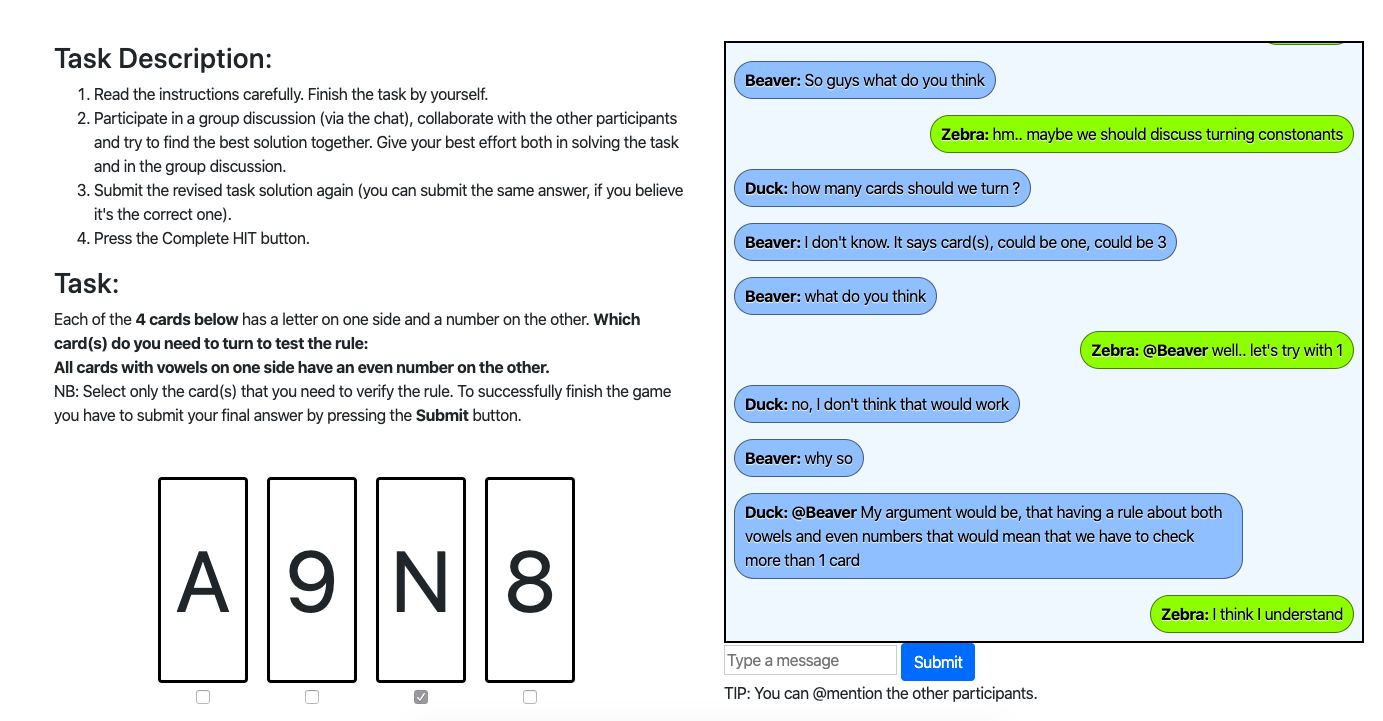 Task Description:
1. Read the instructions carefully. Finish the task by yourself.
2. Participate in a group discussion (via the chat), collaborate with the other participants
and try to find the best solution together. Give your best effort both in solving the task
and in the group discussion.
3. Submit the revised task solution again (you can submit the same answer, if you believe
it's the correct one).
4. Press the Complete HIT button.
Task:
Each of the 4 cards below has a letter on one side and a number on the other. Which
card(s) do you need to turn to test the rule:
All cards with vowels on one side have an even number on the other.
NB: Select only the card(s) that you need to verify the rule. To successfully finish the game
you have to submit your final answer by pressing the Submit button.
A 9 N 8
Beaver: So guys what do you think
Zebra: hm.. maybe we should discuss turning constonants
Duck: how many cards should we turn ?
Beaver: I don't know. It says card(s), could be one, could be 3
Beaver: what do you think
Zebra: @Beaver well.. let's try with 1
Duck: no, I don't think that would work
Beaver: why so
Duck: @Beaver My argument would be, that having a rule about both
vowels and even numbers that would mean that we have to check
more than 1 card
Zebra: I think I understand
Type a message
Submit
TIP: You can @mention the other participants.